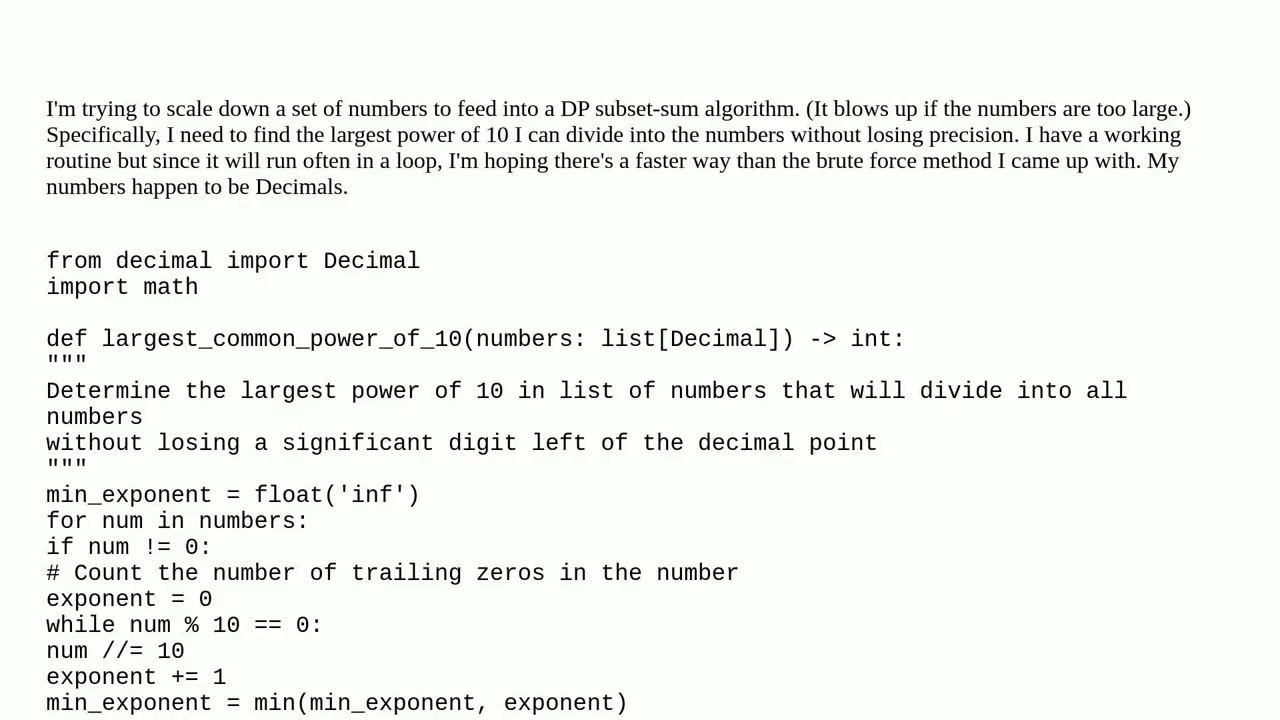 I'm trying to scale down a set of numbers to feed into a DP subset-sum algorithm. (It blows up if the numbers are too large.)
Specifically, I need to find the largest power of 10 I can divide into the numbers without losing precision. I have a working
routine but since it will run often in a loop, I'm hoping there's a faster way than the brute force method I came up with. My
numbers happen to be Decimals.
from decimal import Decimal
import math
def largest_common_power_of_10(numbers: list[Decimal]) -> int:
"""
Determine the largest power of 10 in list of numbers that will divide into all
numbers
without losing a significant digit left of the decimal point
"""
min_exponent = float('inf')
for num in numbers:
if num != 0:
# Count the number of trailing zeros in the number
exponent = 0
while num % 10 == 0:
num //= 10
exponent += 1
min_exponent = min(min_exponent, exponent)